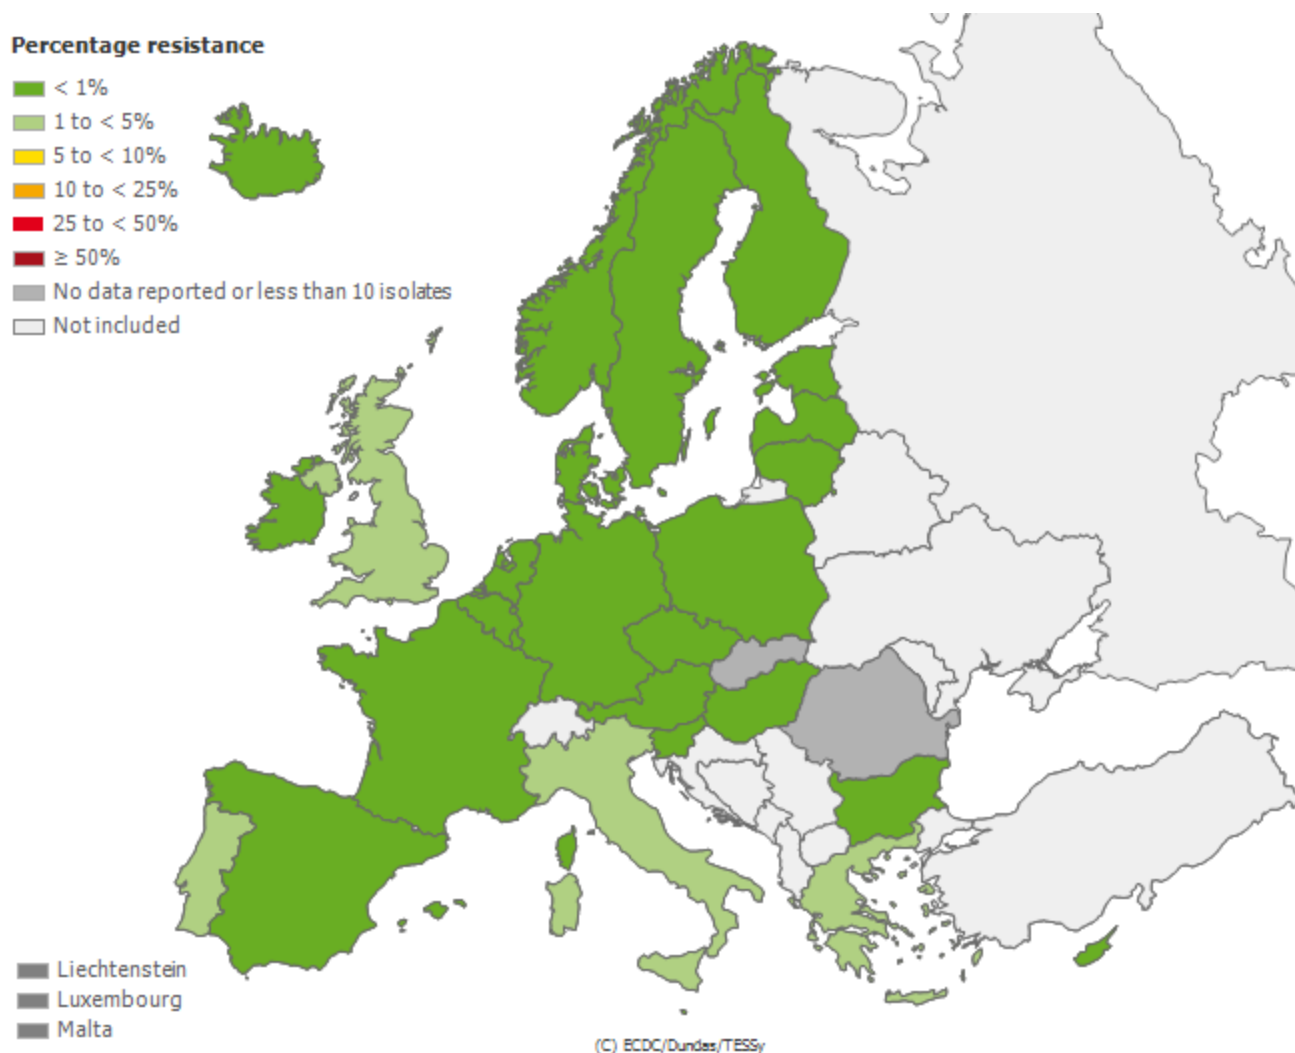 Percentage resistance
< 1%
1 to < 5%
5 to < 10%
10 to < 25%
25 to < 50%
≥ 50%
No data reported or less than 10 isolates
Not included
Liechtenstein
Luxembourg
Malta
(C) ECDC/Dundas/TESSy